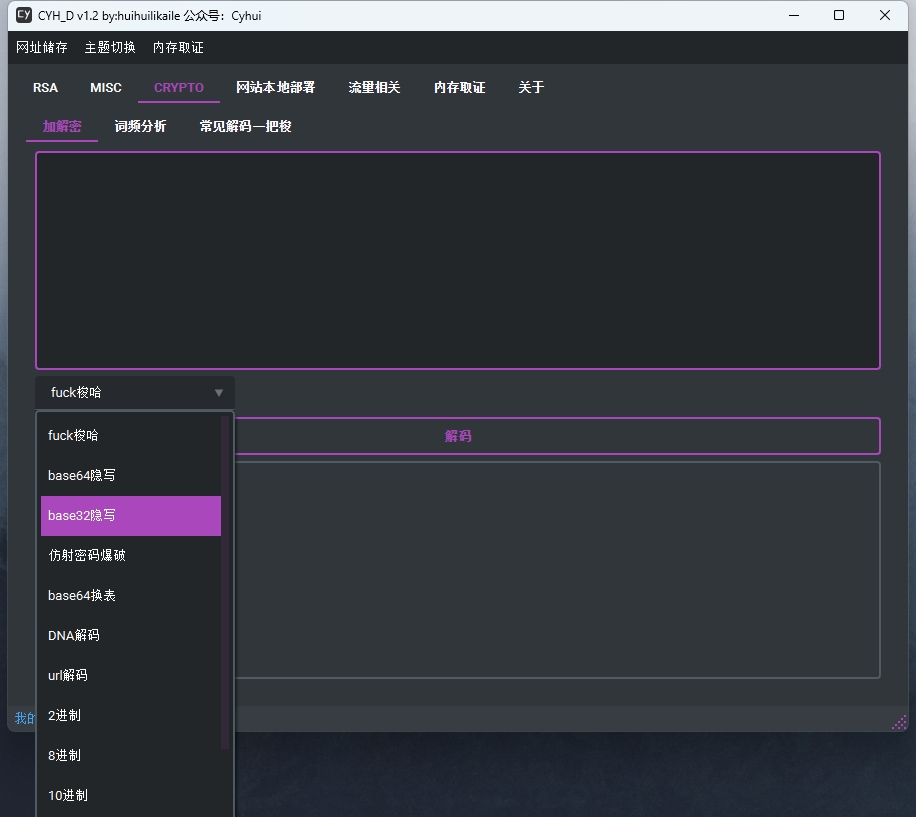 CY CYH_D v1.2 by:huihuilikaile 公众号：Cyhui
网址储存 主题切换 内存取证
RSA MISC CRYPTO 网站本地部署 流量相关 内存取证 关于
加解密 词频分析 常见解码一把梭
fuck梭哈
解码
fuck梭哈
base64隐写
base32隐写
仿射密码爆破
base64换表
DNA解码
url解码
2进制
我的
8进制
10进制